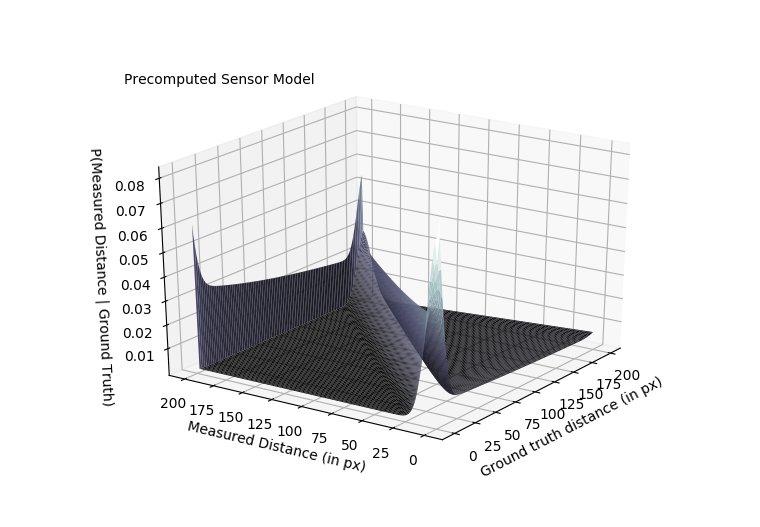 Precomputed Sensor Model
P(Measured Distance | Ground Truth)
0.08
0.07
0.06
0.05
0.04
0.03
0.02
0.01
200 175 150 125 100 75 50 25 0
Measured Distance (in px)
0 25 50 75 100 125 150 175 200
Ground truth distance (in px)